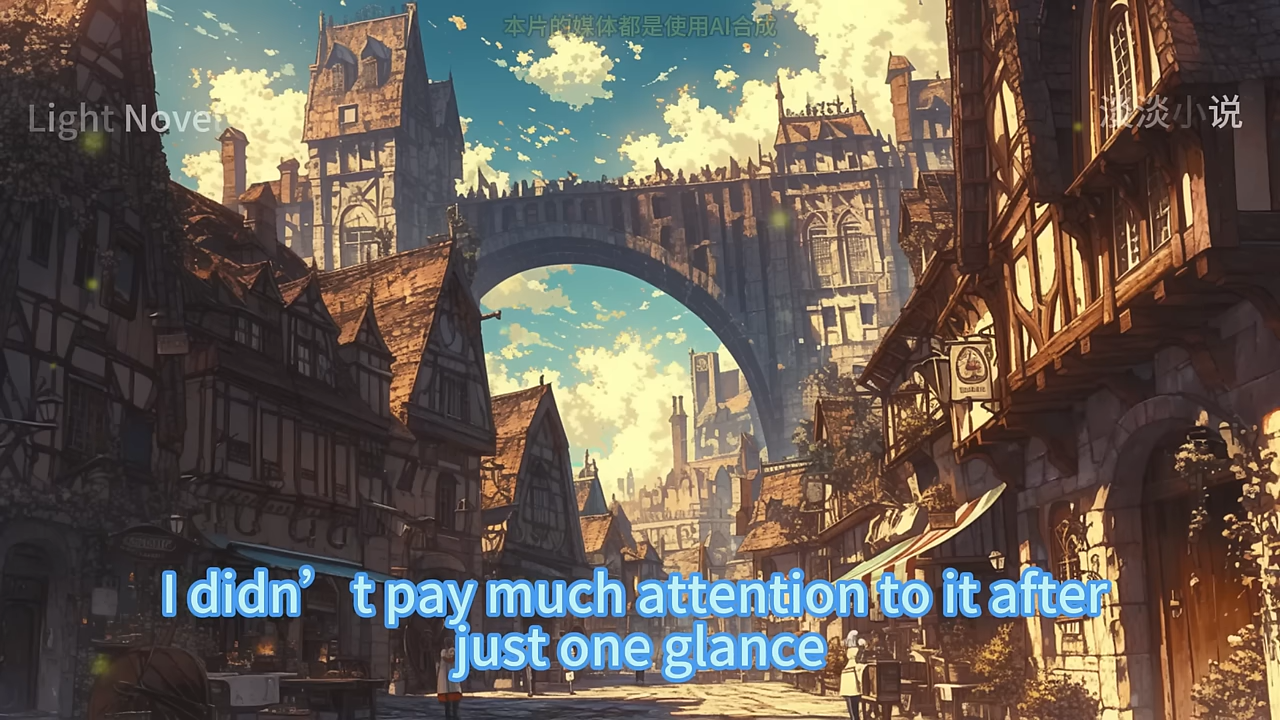 本片的媒体都是使用AI合成
Light Nove
淡淡小说
I didn’t pay much attention to it after
just one glance